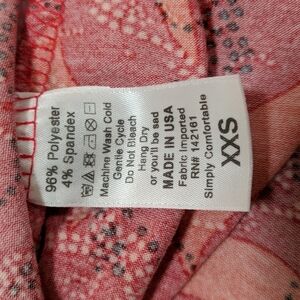 96% Polyester
4% Spandex
Machine Wash Cold
Gentle Cycle
Do Not Bleach
Hang Dry
or you'll be sad
MADE IN USA
Fabric Imported
RN# 142161
Simply Comfortable
XXS